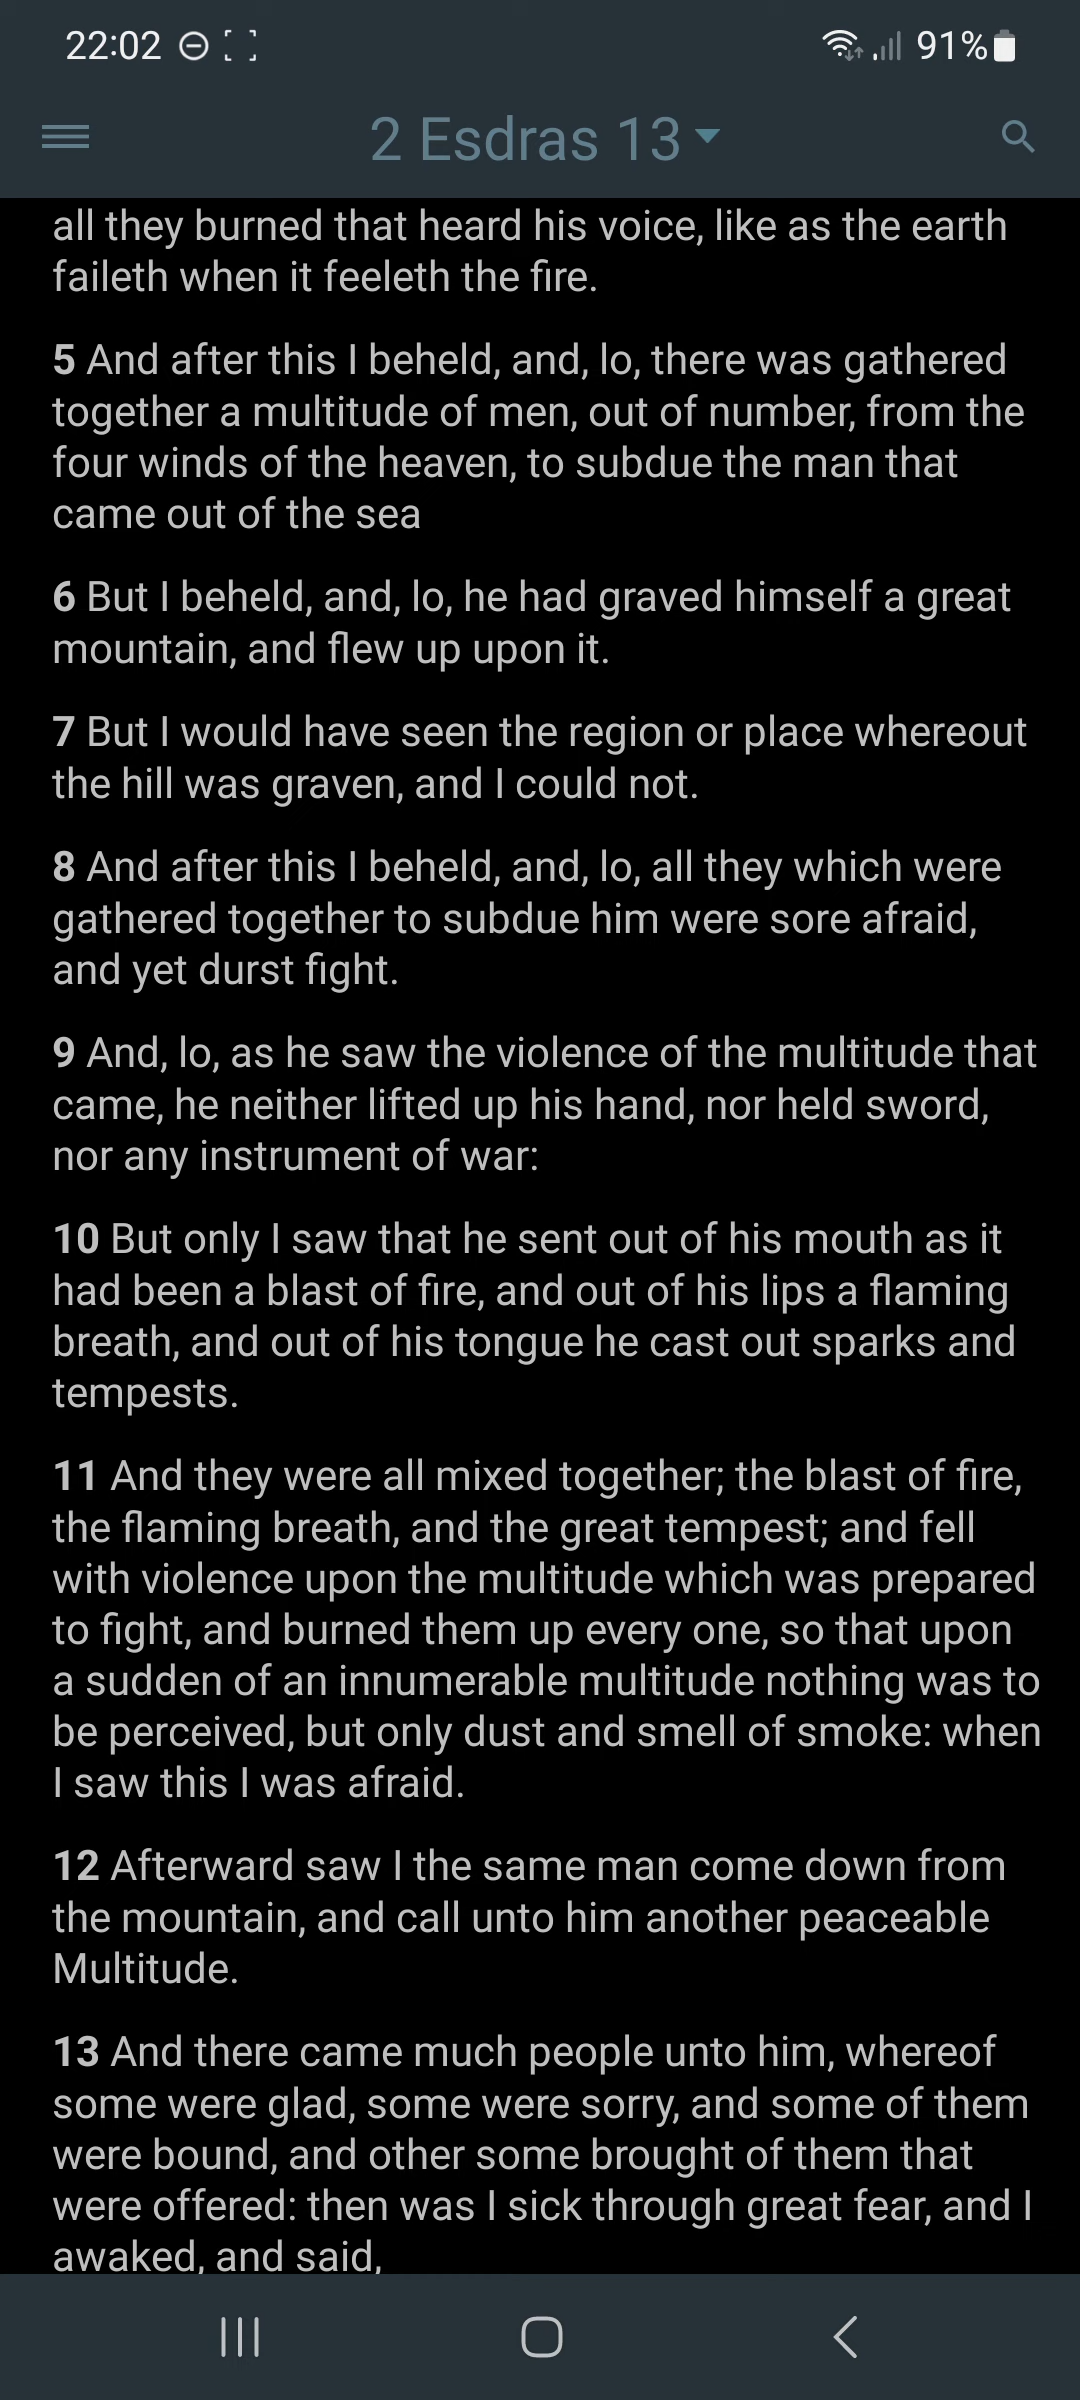 22:02
91%
2 Esdras 13
all they burned that heard his voice, like as the earth
faileth when it feeleth the fire.
5 And after this I beheld, and, lo, there was gathered
together a multitude of men, out of number, from the
four winds of the heaven, to subdue the man that
came out of the sea
6 But I beheld, and, lo, he had graved himself a great
mountain, and flew up upon it.
7 But I would have seen the region or place whereout
the hill was graven, and I could not.
8 And after this I beheld, and, lo, all they which were
gathered together to subdue him were sore afraid,
and yet durst fight.
9 And, lo, as he saw the violence of the multitude that
came, he neither lifted up his hand, nor held sword,
nor any instrument of war:
10 But only I saw that he sent out of his mouth as it
had been a blast of fire, and out of his lips a flaming
breath, and out of his tongue he cast out sparks and
tempests.
11 And they were all mixed together; the blast of fire,
the flaming breath, and the great tempest; and fell
with violence upon the multitude which was prepared
to fight, and burned them up every one, so that upon
a sudden of an innumerable multitude nothing was to
be perceived, but only dust and smell of smoke: when
I saw this I was afraid.
12 Afterward saw I the same man come down from
the mountain, and call unto him another peaceable
Multitude.
13 And there came much people unto him, whereof
some were glad, some were sorry, and some of them
were bound, and other some brought of them that
were offered: then was I sick through great fear, and I
awaked, and said,